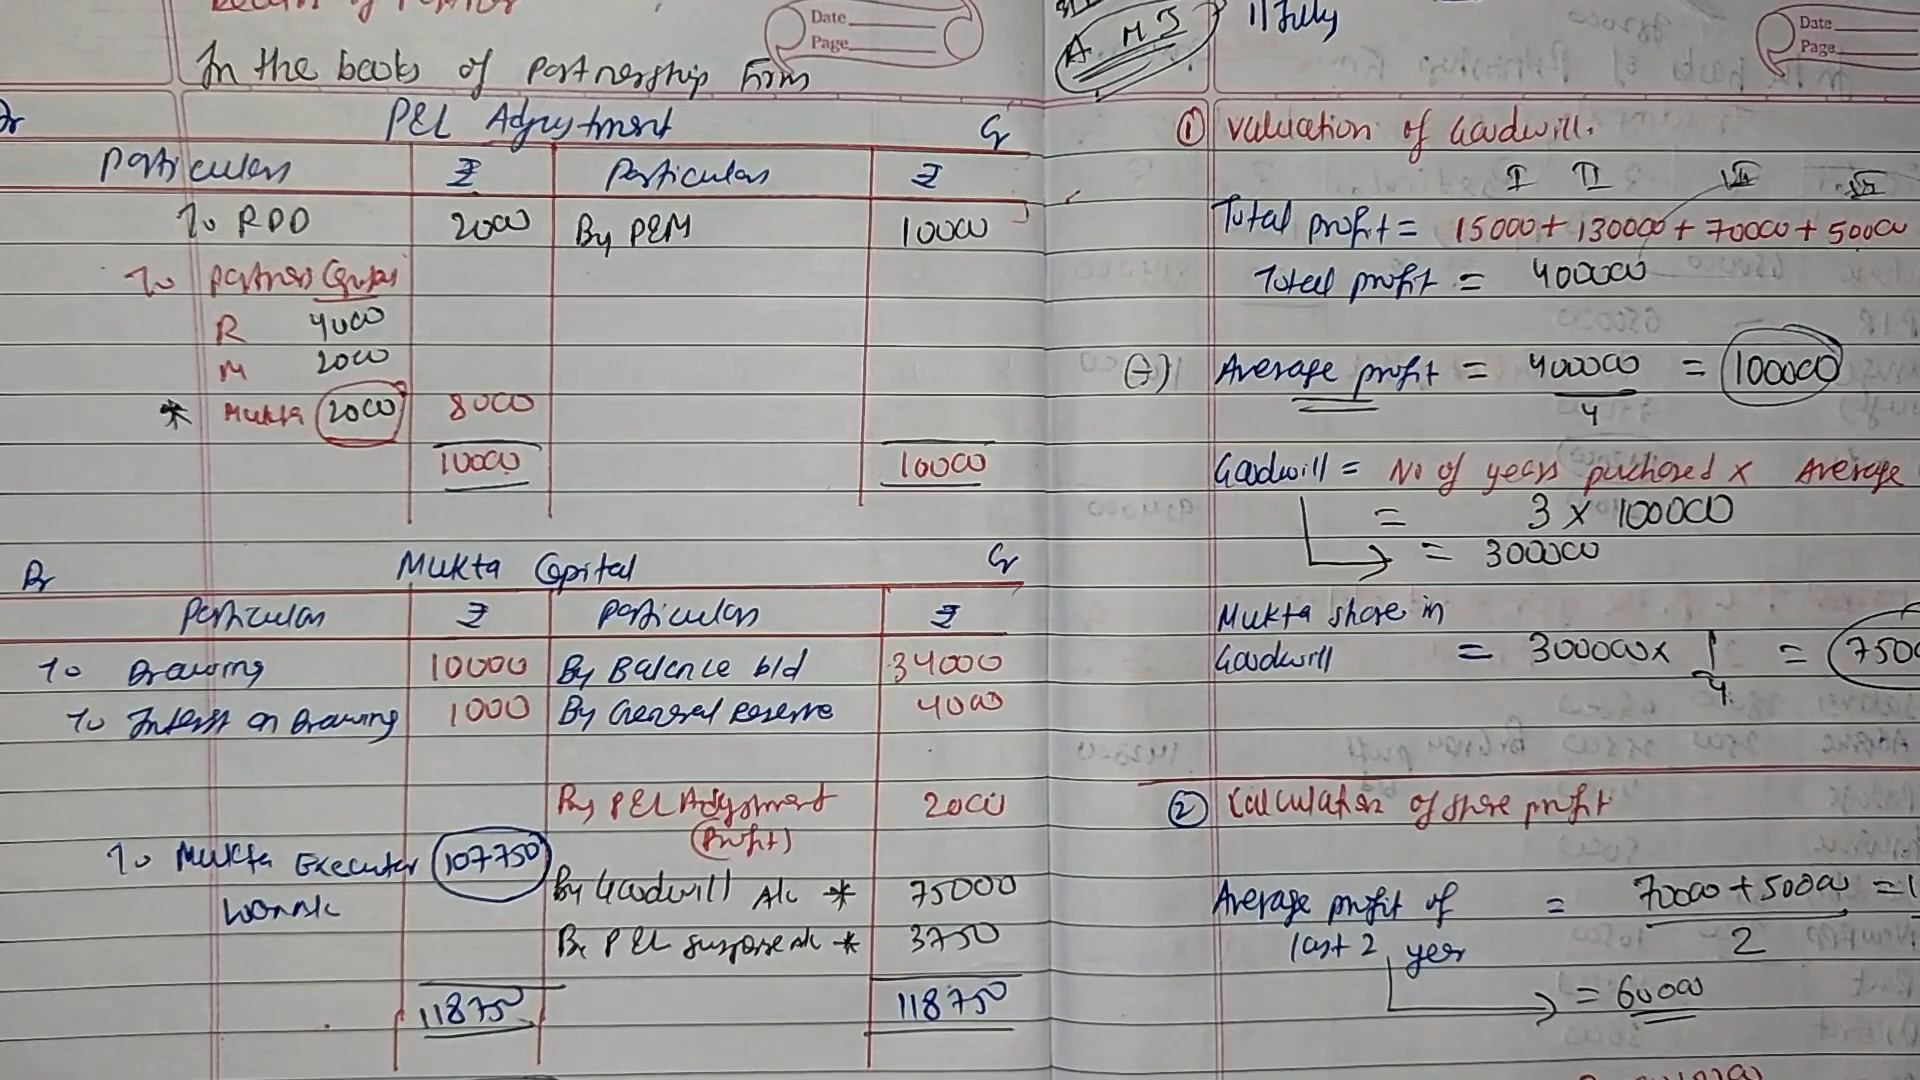 Date
Page
In the books of Partnership Firm
Dr
P&L Adjustment
Cr
Particulars ₹ Particulars ₹
To RDD 2000 By P&M 10000
To Partners Capital
R 4000
M 2000
* Mukta 2000 8000
10000 10000
Dr
Mukta Capital
Cr
Particulars ₹ Particulars ₹
To Drawing 10000 By Balance b/d 34000
To Interest on Drawing 1000 By General Reserve 4000
By P&L Adjustment 2000
(Profit)
To Mukta Executor 107750
Loan A/c
By Goodwill A/c * 75000
By P&L suspense A/c * 3750
118750 118750
A M J
11 July
Date
Page
① Valuation of Goodwill.
I II III IV
Total profit = 15000 + 130000 + 70000 + 50000
Total profit = 400000
Average profit = 400000 = 100000
4
Goodwill = No of years purchased x Average
= 3 x 100000
= 300000
Mukta share in
Goodwill = 300000 x 1 =
4
② Calculation of share profit
Average profit of = 70000 + 50000 =
last 2 year 2
= 60000